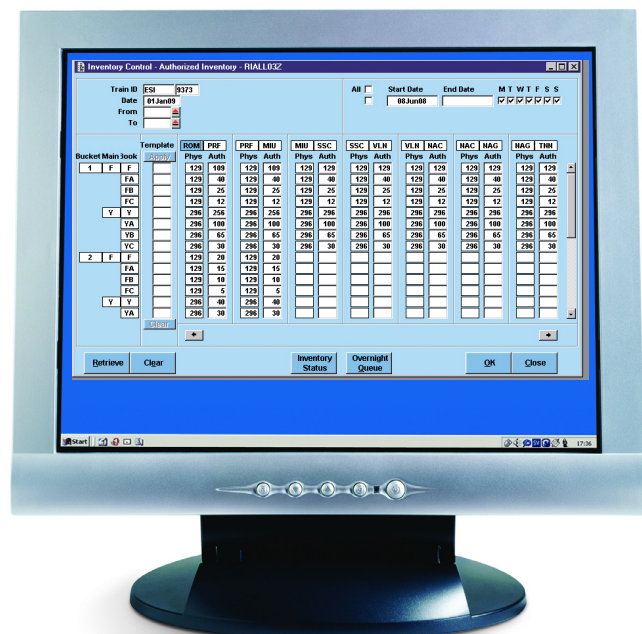 Inventory Control - Authorized Inventory - RIALL03Z
Train ID ESI 9373 All Start Date End Date M T W T F S S
Date 01Jan09 08Jun08
From
To
Template ROM PRF PRF MIU MIU SSC SSC VLN VLN NAC NAC NAG NAG TNN
Bucket Main Book Apply Phys Auth Phys Auth Phys Auth Phys Auth Phys Auth Phys Auth Phys Auth
1 F F 129 109 129 109 129 129 129 129 129 129 129 129 129 129
FA 129 40 129 40 129 40 129 40 129 40 129 40 129 40
FB 129 25 129 25 129 25 129 25 129 25 129 25 129 25
FC 129 12 129 12 129 12 129 12 129 12 129 12 129 12
Y Y 296 256 296 256 296 296 296 296 296 296 296 296 296 296
YA 296 100 296 100 296 100 296 100 296 100 296 100 296 100
YB 296 65 296 65 296 65 296 65 296 65 296 65 296 65
YC 296 30 296 30 296 30 296 30 296 30 296 30 296 30
2 F F 129 20 129 20
FA 129 15 129 15
FB 129 10 129 10
FC 129 5 129 5
Y Y 296 40 296 40
YA 296 30 296 30
Clear
Retrieve Clear Inventory Status Overnight Queue OK Close
Start SV 17:36